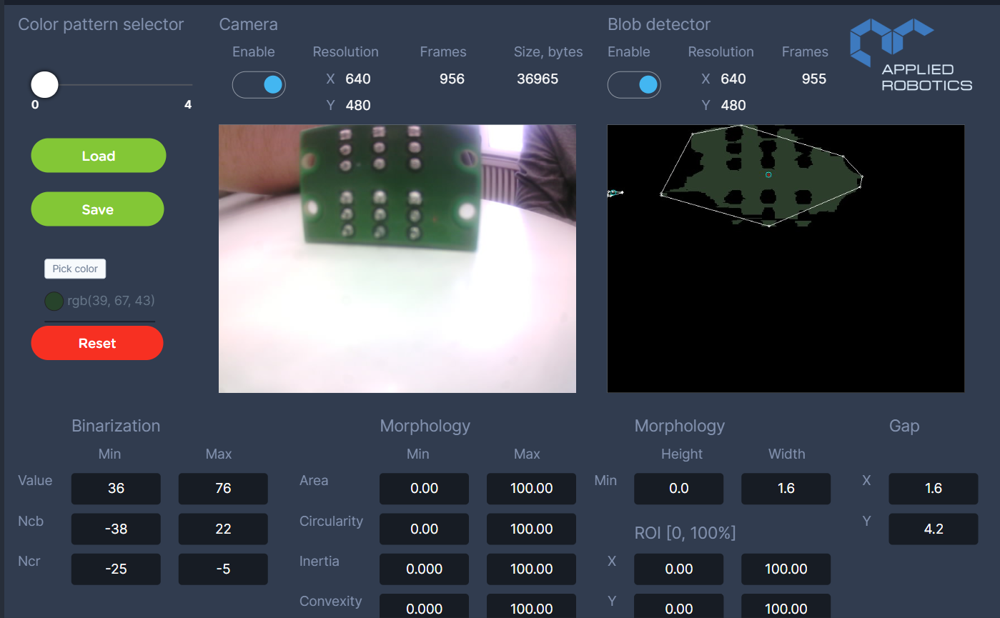 Color pattern selector
0 4
Load
Save
Pick color
rgb(39, 67, 43)
Reset
Camera
Enable Resolution Frames Size, bytes
X 640 956 36965
Y 480
Blob detector
Enable Resolution Frames
X 640 955
Y 480
APPLIED
ROBOTICS
Binarization
Min Max
Value 36 76
Ncb -38 22
Ncr -25 -5
Morphology
Min Max
Area 0.00 100.00
Circularity 0.00 100.00
Inertia 0.000 100.00
Convexity 0.000 100.00
Morphology
Height Width
Min 0.0 1.6
ROI [0, 100%]
X 0.00 100.00
Y 0.00 100.00
Gap
X 1.6
Y 4.2